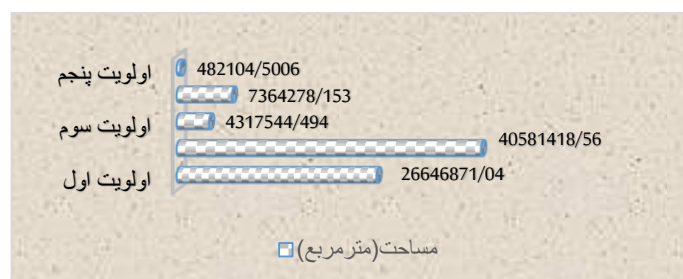 اولویت پنجم 482104/5006
7364278/153
اولویت سوم 4317544/494
40581418/56
اولویت اول 26646871/04
مساحت(مترمربع)